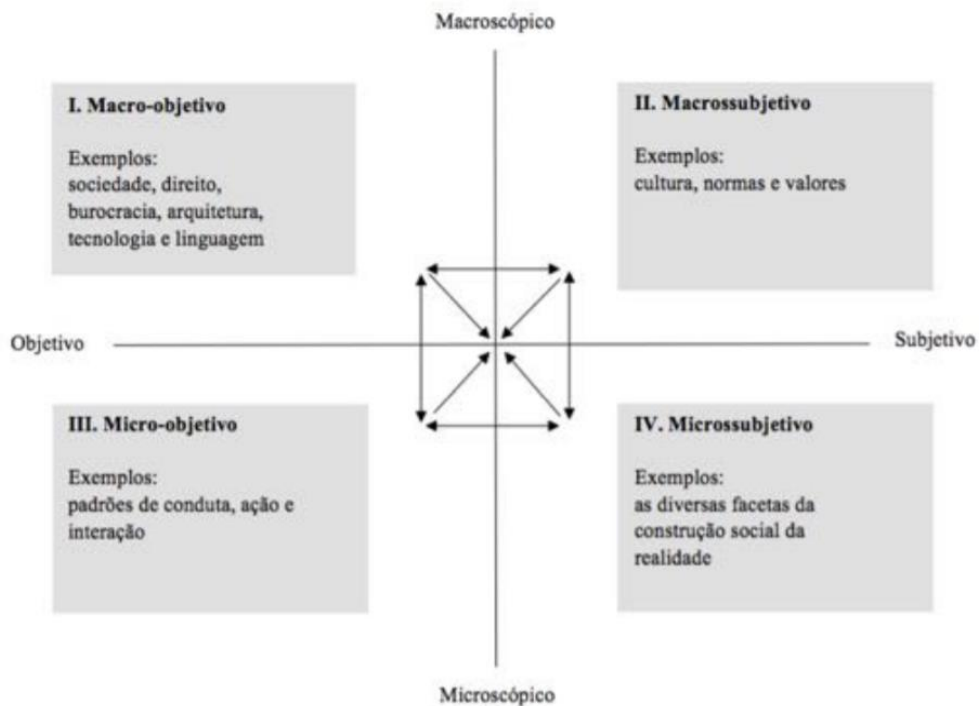 Macroscópico
I. Macro-objetivo
Exemplos:
sociedade, direito,
burocracia, arquitetura,
tecnologia e linguagem
II. Macrossubjetivo
Exemplos:
cultura, normas e valores
Objetivo
Subjetivo
III. Micro-objetivo
Exemplos:
padrões de conduta, ação e
interação
IV. Microssubjetivo
Exemplos:
as diversas facetas da
construção social da
realidade
Microscópico